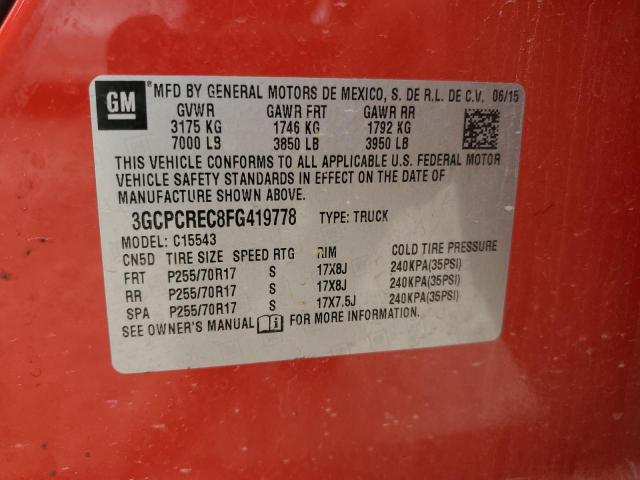 GM
*MFD BY GENERAL MOTORS DE MEXICO, S. DE R.L. DE C.V. 06/15
GVWR GAWR FRT GAWR RR
3175 KG 1746 KG 1792 KG
7000 LB 3850 LB 3950 LB
THIS VEHICLE CONFORMS TO ALL APPLICABLE U.S. FEDERAL MOTOR
VEHICLE SAFETY STANDARDS IN EFFECT ON THE DATE OF
MANUFACTURE SHOWN ABOVE.
3GCPCREC8FG419778 TYPE: TRUCK
MODEL: C15543
CN5D TIRE SIZE SPEED RTG RIM COLD TIRE PRESSURE
FRT P255/70R17 S 17X8J 240KPA(35PSI)
RR P255/70R17 S 17X8J 240KPA(35PSI)
SPA P255/70R17 S 17X7.5J 240KPA(35PSI)
SEE OWNER'S MANUAL FOR MORE INFORMATION.